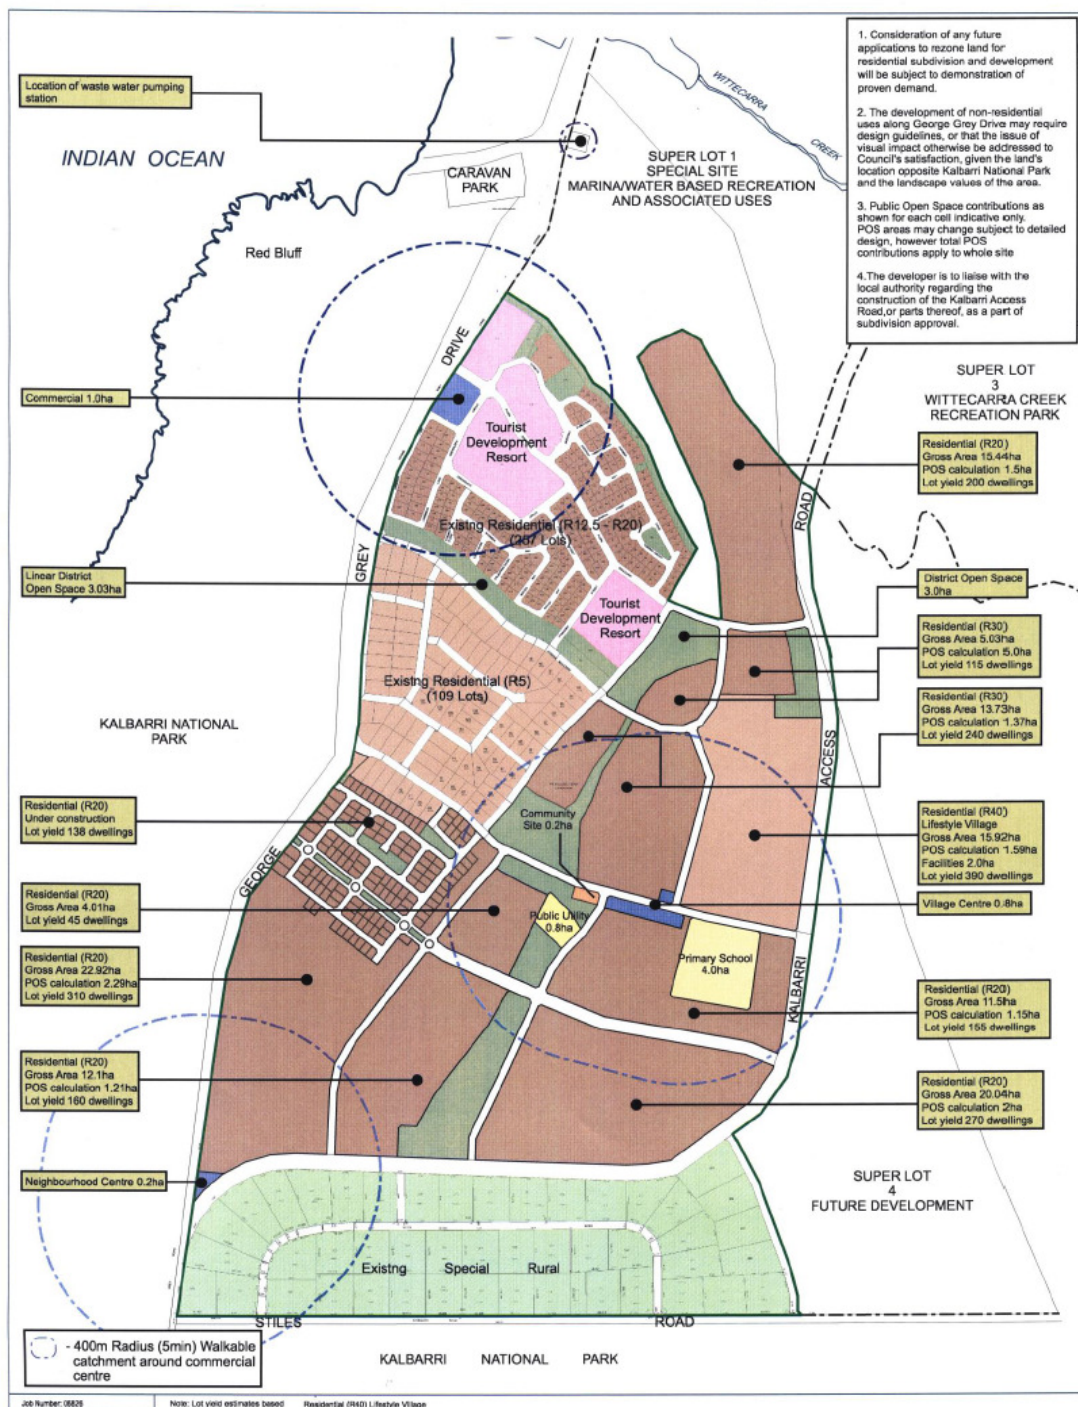 Location of waste water pumping
station
INDIAN OCEAN
Red Bluff
CARAVAN
PARK
SUPER LOT 1
SPECIAL SITE
MARINA/WATER BASED RECREATION
AND ASSOCIATED USES
WITTECARRA
CREEK
1. Consideration of any future
applications to rezone land for
residential subdivision and development
will be subject to demonstration of
proven demand.
2. The development of non-residential
uses along George Grey Drive may require
design guidelines, or that the issue of
visual impact otherwise be addressed to
Council's satisfaction, given the land's
location opposite Kalbarri National Park
and the landscape values of the area.
3. Public Open Space contributions as
shown for each cell indicative only.
POS areas may change subject to detailed
design, however total POS
contributions apply to whole site
4.The developer is to liaise with the
local authority regarding the
construction of the Kalbarri Access
Road,or parts thereof, as a part of
subdivision approval.
SUPER LOT
3
WITTECARRA CREEK
RECREATION PARK
DRIVE
GREY
GEORGE
Commercial 1.0ha
Tourist
Development
Resort
Existng Residential (R12.5 - R20)
(237 Lots)
Residential (R20)
Gross Area 15.44ha
POS calculation 1.5ha
Lot yield 200 dwellings
ROAD
ACCESS
KALBARRI
Linear District
Open Space 3.03ha
Tourist
Development
Resort
District Open Space
3.0ha
Residential (R30)
Gross Area 5.03ha
POS calculation 5.0ha
Lot yield 115 dwellings
Existng Residential (R5)
(109 Lots)
Residential (R30)
Gross Area 13.73ha
POS calculation 1.37ha
Lot yield 240 dwellings
KALBARRI NATIONAL
PARK
Residential (R20)
Under construction
Lot yield 138 dwellings
Community
Site 0.2ha
Residential (R40)
Lifestyle Village
Gross Area 15.92ha
POS calculation 1.59ha
Facilities 2.0ha
Lot yield 390 dwellings
Residential (R20)
Gross Area 4.01ha
Lot yield 45 dwellings
Village Centre 0.8ha
Public Utility
0.8ha
Primary School
4.0ha
Residential (R20)
Gross Area 22.92ha
POS calculation 2.29ha
Lot yield 310 dwellings
Residential (R20)
Gross Area 11.5ha
POS calculation 1.15ha
Lot yield 155 dwellings
Residential (R20)
Gross Area 12.1ha
POS calculation 1.21ha
Lot yield 160 dwellings
Residential (R20)
Gross Area 20.04ha
POS calculation 2ha
Lot yield 270 dwellings
Neighbourhood Centre 0.2ha
SUPER LOT
4
FUTURE DEVELOPMENT
Existng Special Rural
STILES ROAD
- 400m Radius (5min) Walkable
catchment around commercial
centre
KALBARRI NATIONAL PARK
Job Number: 06826
Note: Lot yield estimates based
Residential (R40) Lifestyle Village